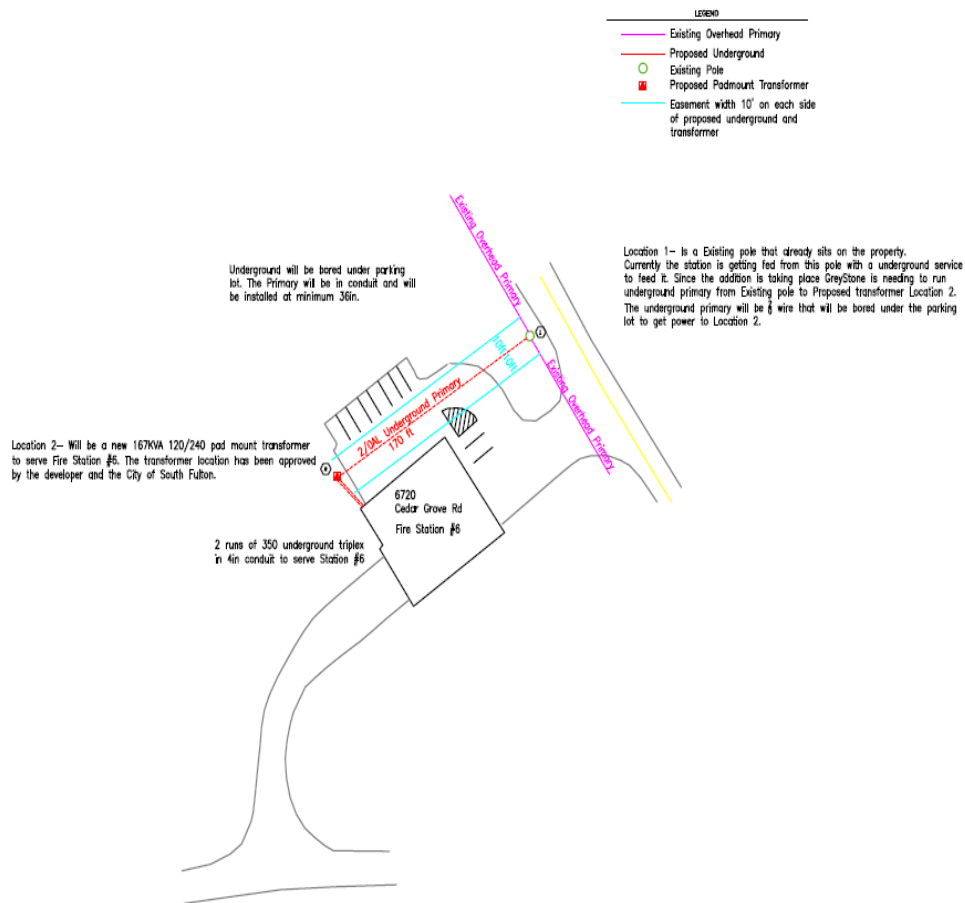 LEGEND
Existing Overhead Primary
Proposed Underground
Existing Pole
Proposed Padmount Transformer
Easement width 10' on each side
of proposed underground and
transformer
Existing Overhead Primary
Underground will be bored under parking
lot. The Primary will be in conduit and will
be installed at minimum 36in.
Location 1- Is a Existing pole that already sits on the property.
Currently the station is getting fed from this pole with a underground service
to feed it. Since the addition is taking place GreyStone is needing to run
underground primary from Existing pole to Proposed transformer Location 2.
The underground primary will be wire that will be bored under the parking
lot to get power to Location 2.
1
10ft 10ft
Existing Overhead Primary
2/0AL Underground Primary
170 ft
Location 2- Will be a new 167KVA 120/240 pad mount transformer
to serve Fire Station #6. The transformer location has been approved
by the developer and the City of South Fulton.
6720
Cedar Grove Rd
Fire Station #6
2 runs of 350 underground triplex
in 4in conduit to serve Station #6